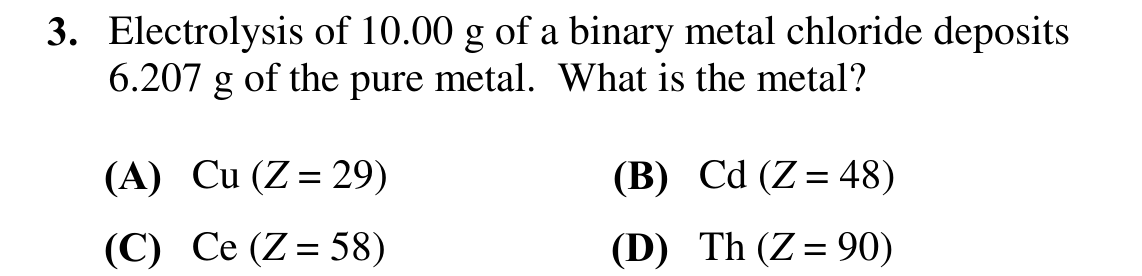 3. Electrolysis of 10.00 g of a binary metal chloride deposits
6.207 g of the pure metal. What is the metal?
(A) Cu (Z = 29) (B) Cd (Z = 48)
(C) Ce (Z = 58) (D) Th (Z = 90)